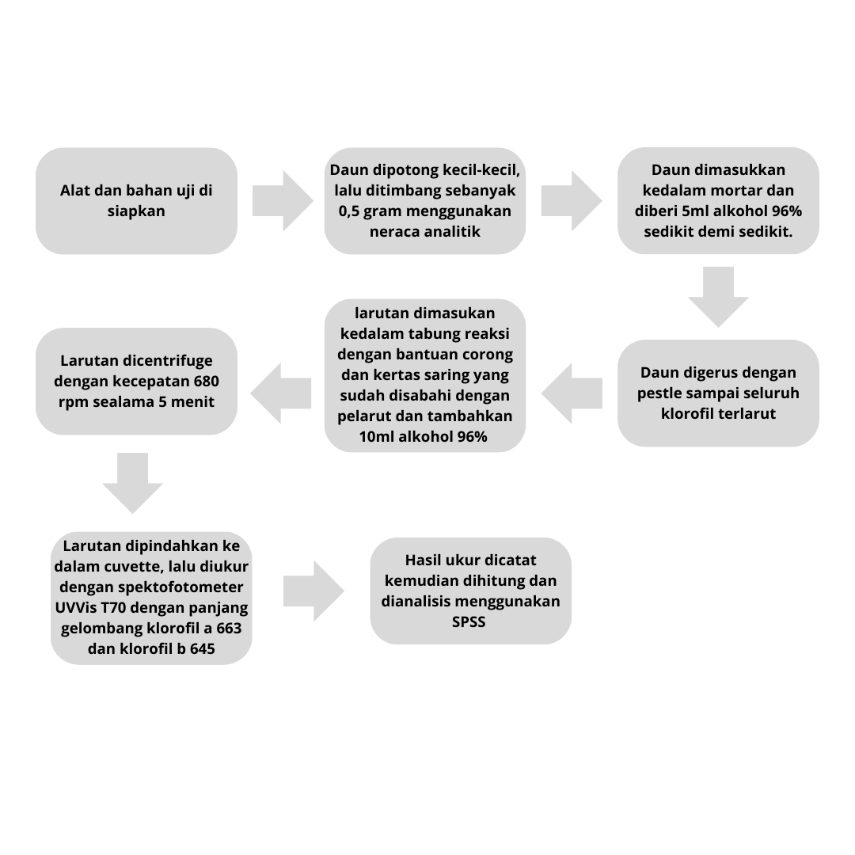 Alat dan bahan uji di
siapkan
Daun dipotong kecil-kecil,
lalu ditimbang sebanyak
0,5 gram menggunakan
neraca analitik
Daun dimasukkan
kedalam mortar dan
diberi 5ml alkohol 96%
sedikit demi sedikit.
Daun digerus dengan
pestle sampai seluruh
klorofil terlarut
larutan dimasukan
kedalam tabung reaksi
dengan bantuan corong
dan kertas saring yang
sudah disabahi dengan
pelarut dan tambahkan
10ml alkohol 96%
Larutan dicentrifuge
dengan kecepatan 680
rpm sealama 5 menit
Larutan dipindahkan ke
dalam cuvette, lalu diukur
dengan spektofotometer
UVVis T70 dengan panjang
gelombang klorofil a 663
dan klorofil b 645
Hasil ukur dicatat
kemudian dihitung dan
dianalisis menggunakan
SPSS